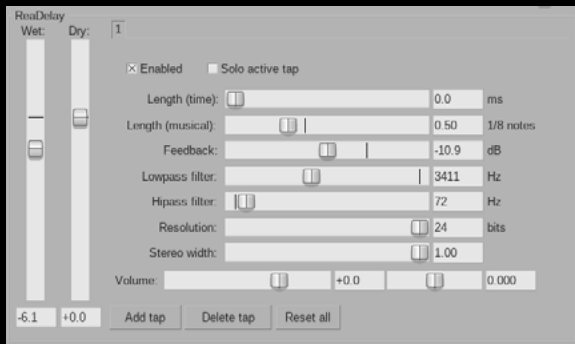 ReaDelay
Wet: Dry: 1
Enabled Solo active tap
Length (time): 0.0 ms
Length (musical): 0.50 1/8 notes
Feedback: -10.9 dB
Lowpass filter: 3411 Hz
Hipass filter: 72 Hz
Resolution: 24 bits
Stereo width: 1.00
Volume: +0.0 0.000
-6.1 +0.0 Add tap Delete tap Reset all